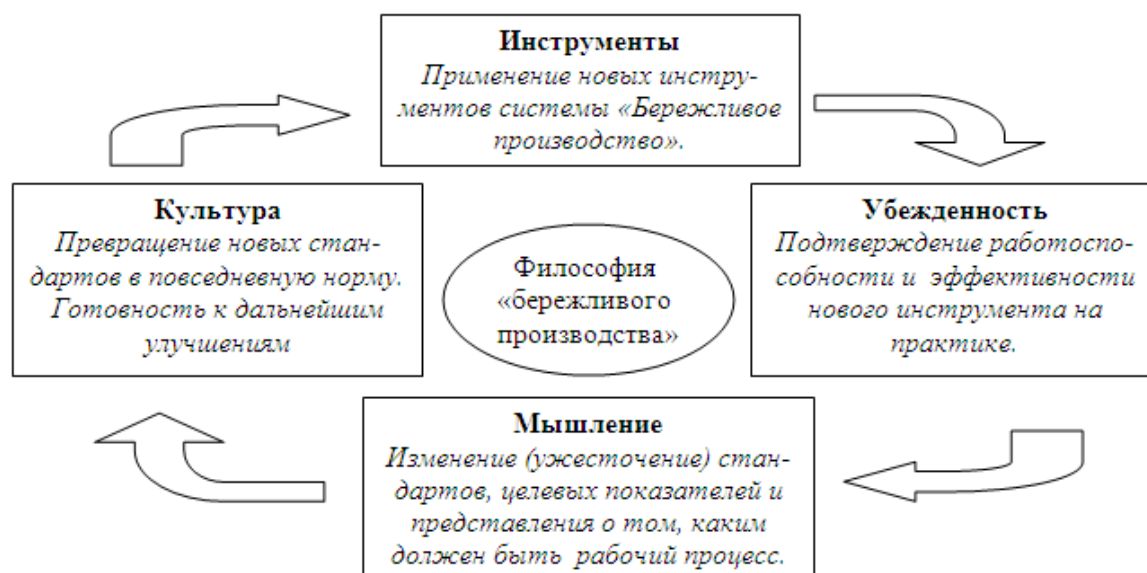 Инструменты
Применение новых инстру-
ментов системы «Бережливое
производство».
Культура
Превращение новых стан-
дартов в повседневную норму.
Готовность к дальнейшим
улучшениям
Философия
«бережливого
производства»
Убежденность
Подтверждение работоспо-
собности и эффективности
нового инструмента на
практике.
Мышление
Изменение (ужесточение) стан-
дартов, целевых показателей и
представления о том, каким
должен быть рабочий процесс.